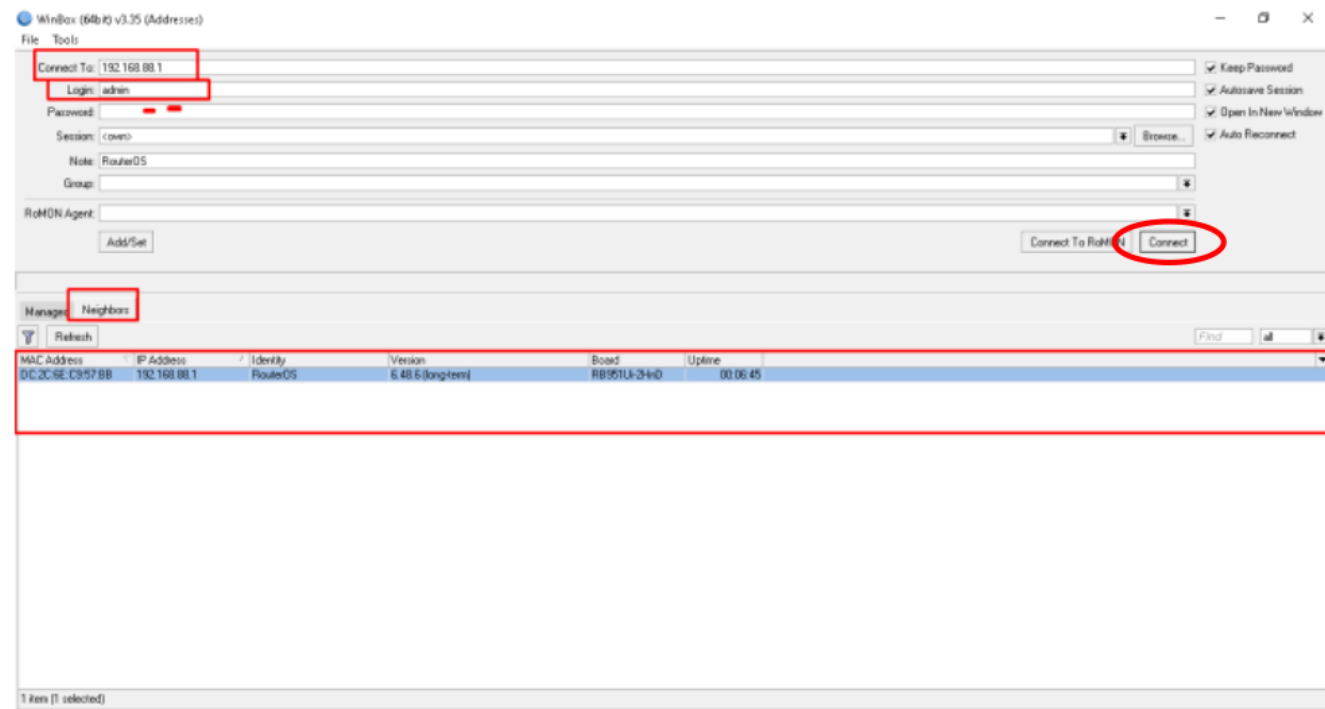 WinBox (64bit) v3.35 (Addresses)
File Tools
Connect To: 192.168.88.1
Keep Password
Login: admin
Autosave Session
Password:
Open In New Window
Session: <own>
Browse...
Auto Reconnect
Note: RouterOS
Group:
RoMON Agent:
Add/Set
Connect To RoMON
Connect
Managed Neighbors
Refresh
Find
all
MAC Address IP Address Identity Version Board Uptime
DC:2C:6E:C9:57:BB 192.168.88.1 RouterOS 6.48.6 (long-term) RB951Ui-2HnD 00:06:45
1 item (1 selected)